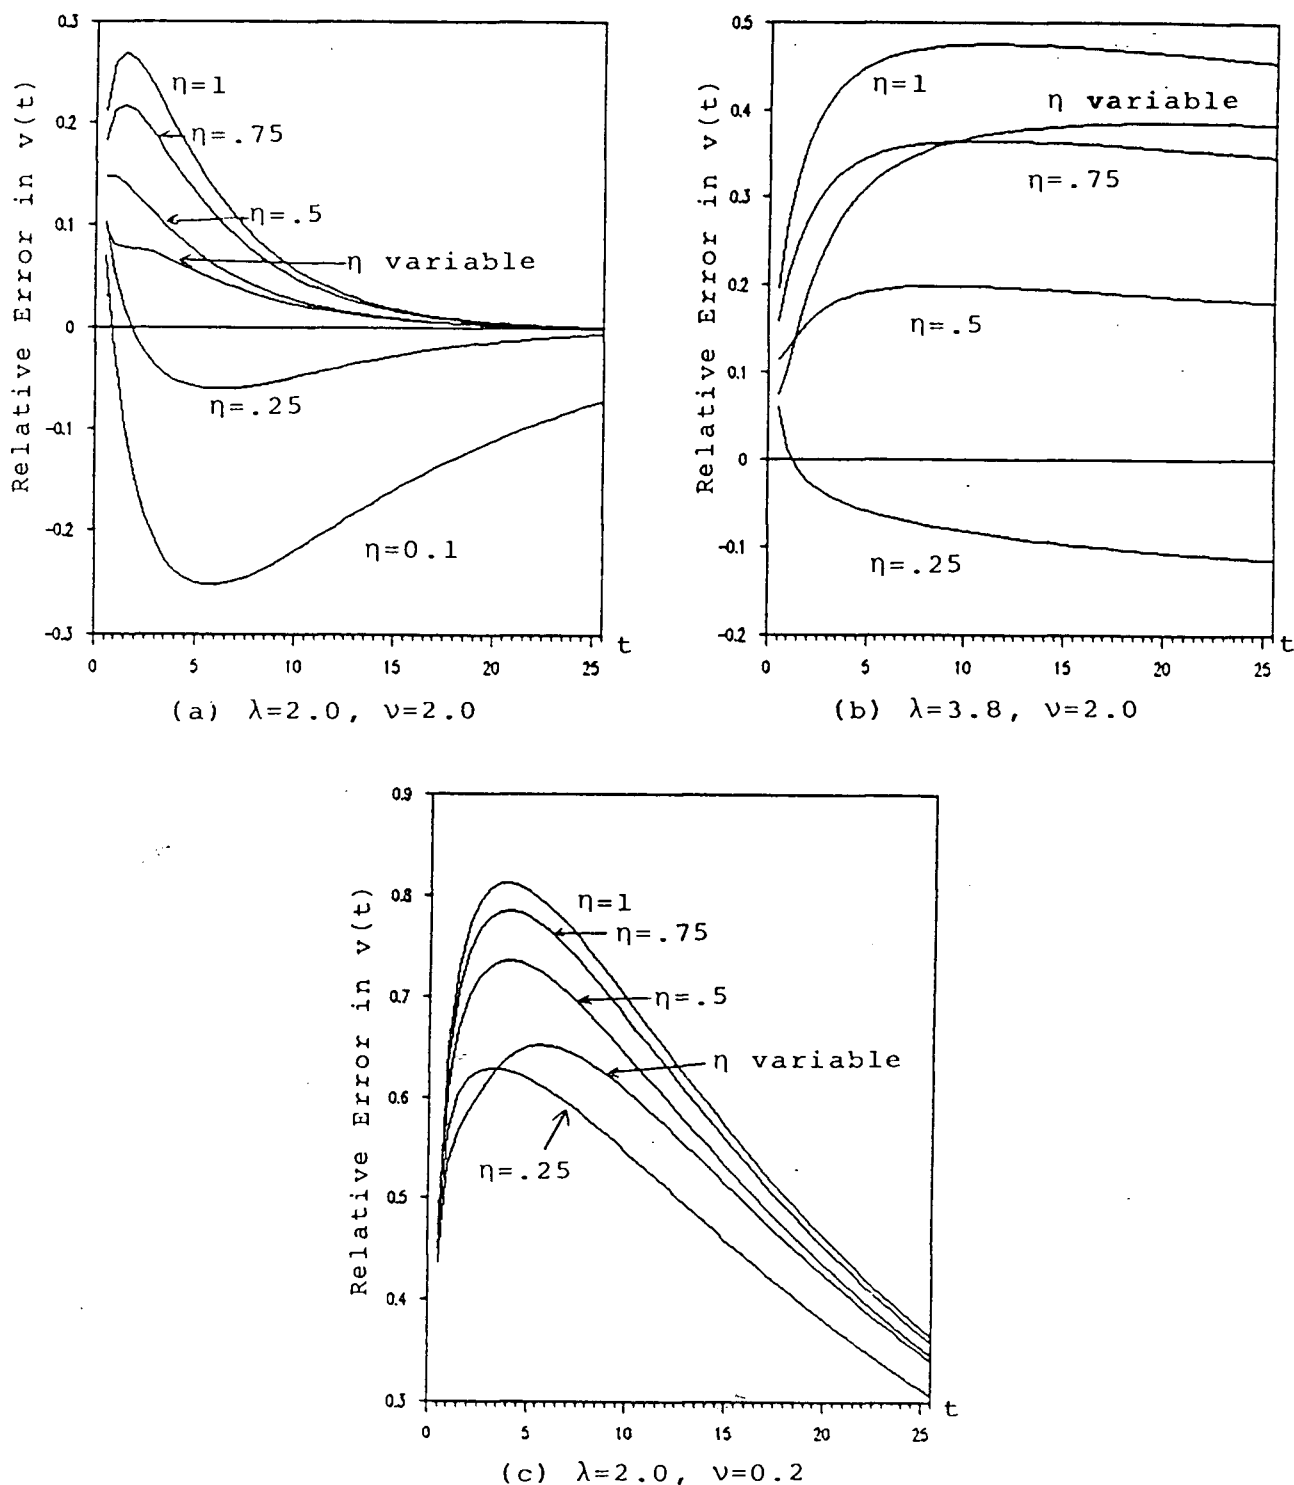 Relative Error in v(t)
0.3
0.2
0.1
0
-0.1
-0.2
-0.3
η=1
η=.75
η=.5
η variable
η=.25
η=0.1
0 5 10 15 20 25 t
(a) λ=2.0, ν=2.0
Relative Error in v(t)
0.5
0.4
0.3
0.2
0.1
0
-0.1
-0.2
η=1
η variable
η=.75
η=.5
η=.25
0 5 10 15 20 25 t
(b) λ=3.8, ν=2.0
Relative Error in v(t)
0.9
0.8
0.7
0.6
0.5
0.4
0.3
η=1
η=.75
η=.5
η variable
η=.25
0 5 10 15 20 25 t
(c) λ=2.0, ν=0.2